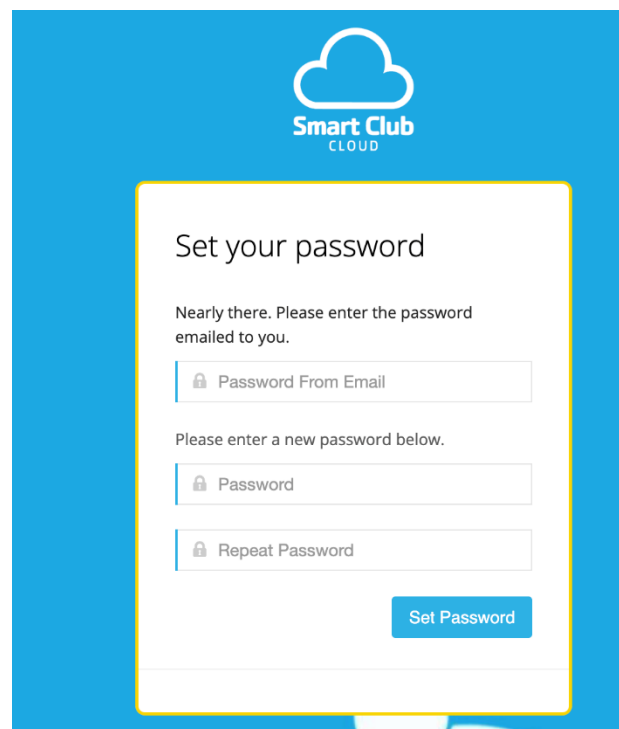 Smart Club
CLOUD
Set your password
Nearly there. Please enter the password
emailed to you.
Password From Email
Please enter a new password below.
Password
Repeat Password
Set Password